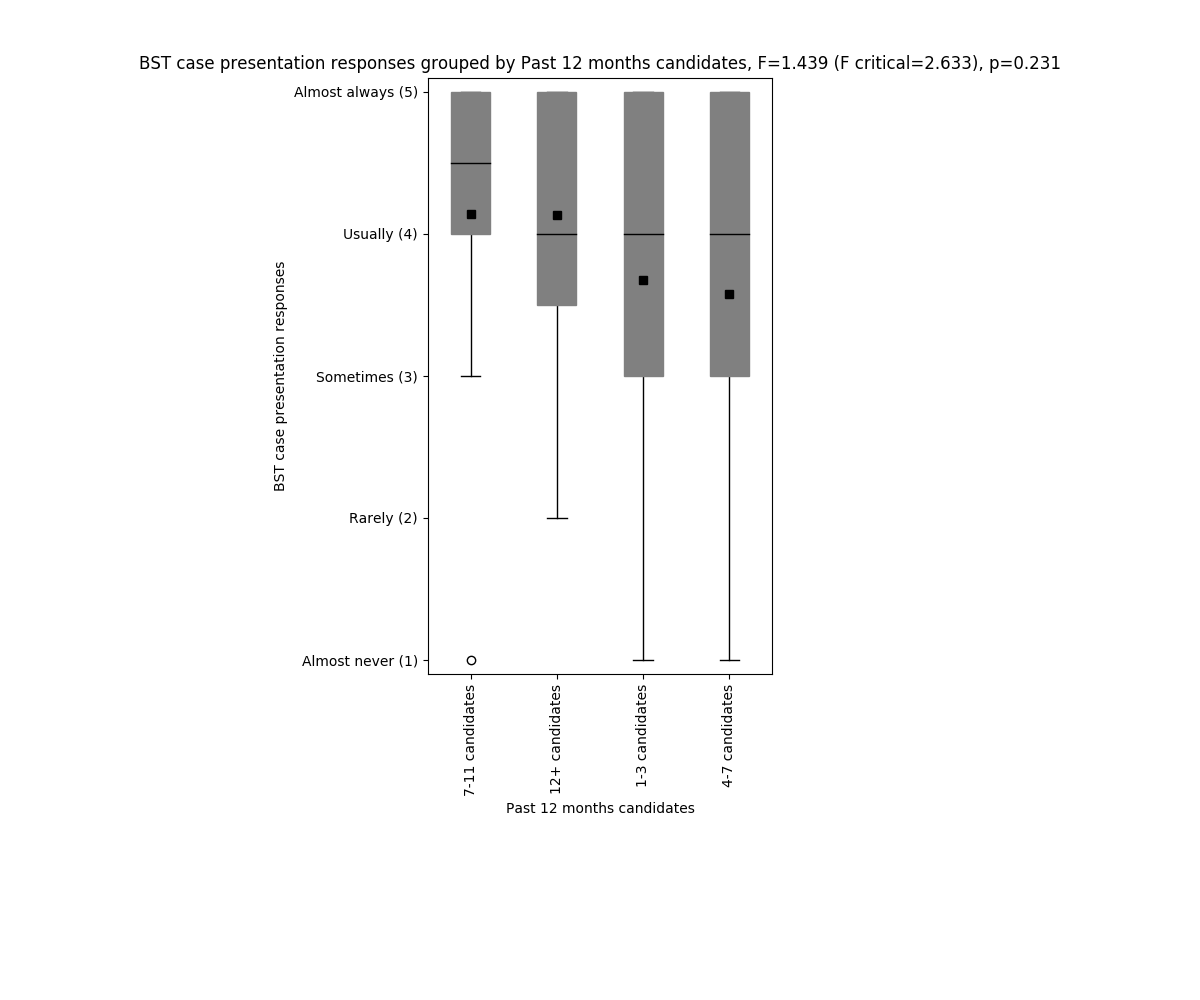 BST case presentation responses grouped by Past 12 months candidates, F=1.439 (F critical=2.633), p=0.231
Almost always (5)
Usually (4)
Sometimes (3)
Rarely (2)
Almost never (1)
BST case presentation responses
7-11 candidates
12+ candidates
1-3 candidates
4-7 candidates
Past 12 months candidates